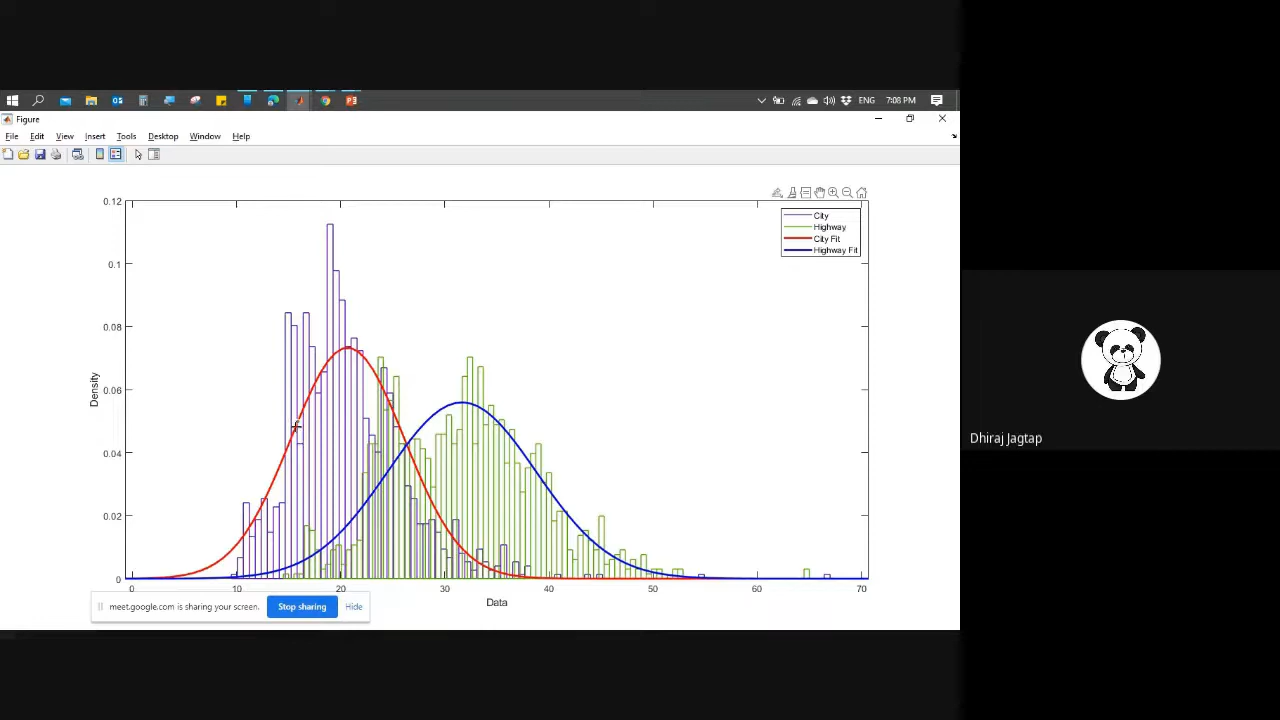 ENG 7:08 PM
Figure
File Edit View Insert Tools Desktop Window Help
0.12
0.1
0.08
0.06
0.04
0.02
0
Density
City
Highway
City Fit
Highway Fit
0 10 20 30 40 50 60 70
Data
meet.google.com is sharing your screen. Stop sharing Hide
Dhiraj Jagtap